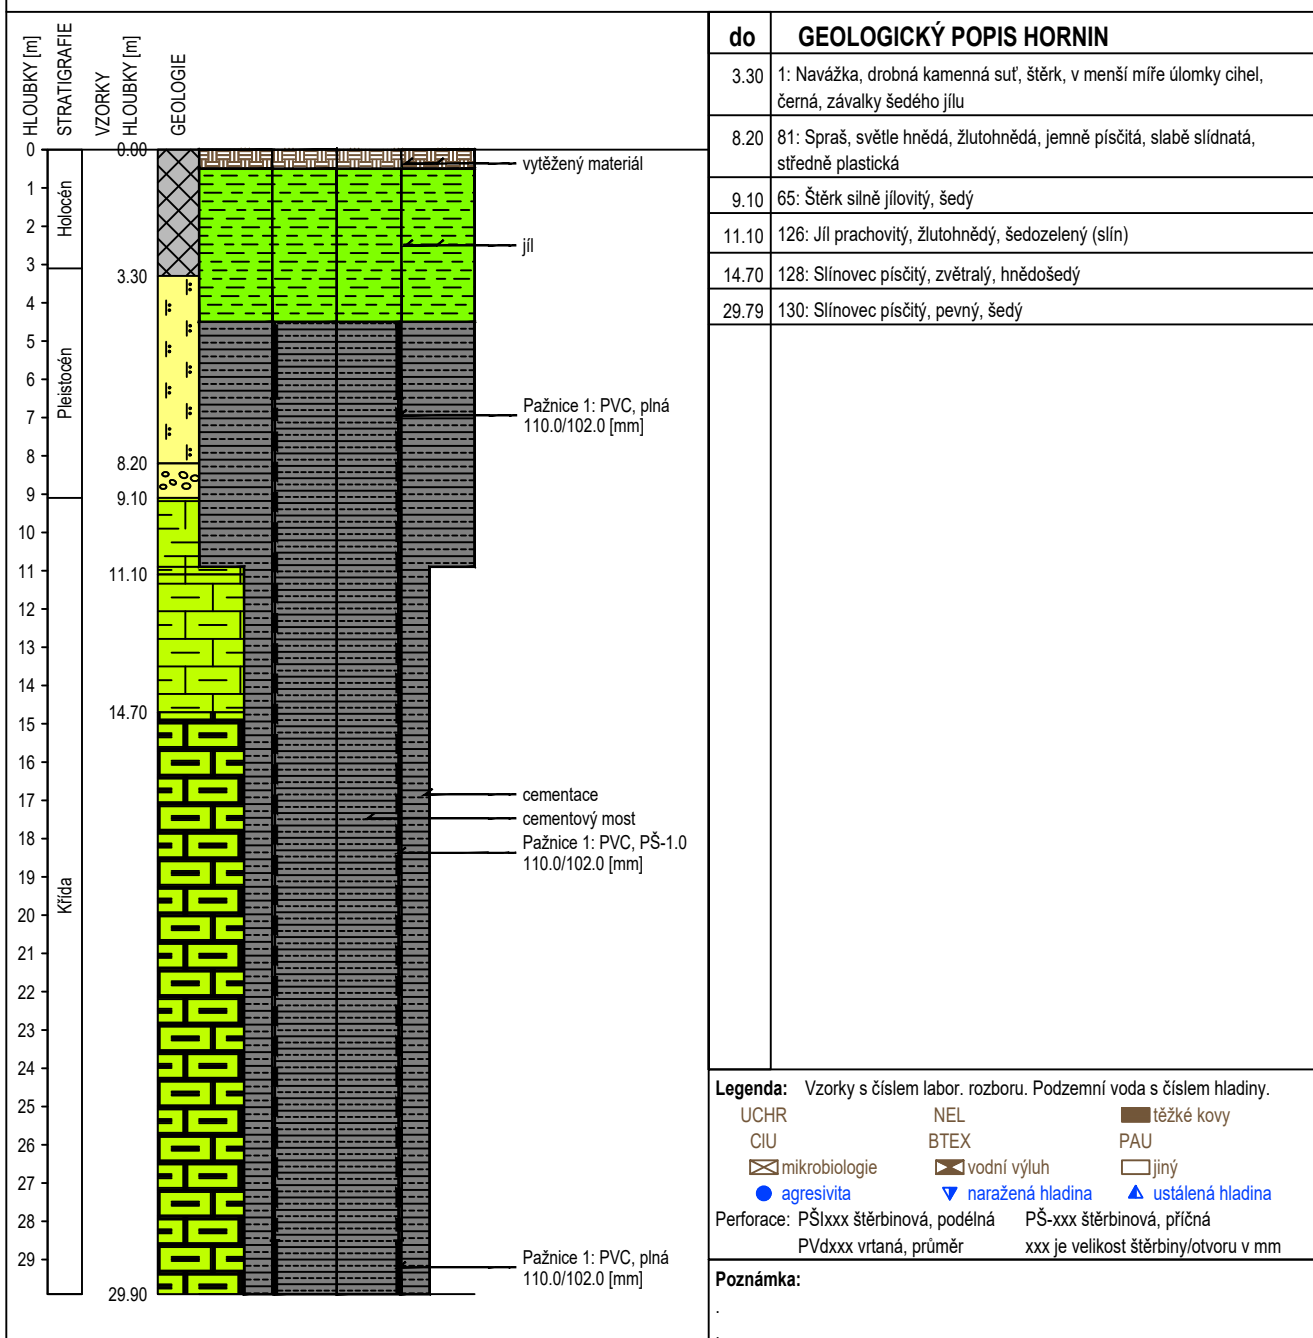 HLOUBKY [m]
STRATIGRAFIE
VZORKY
HLOUBKY [m]
GEOLOGIE
0
1
2
3
4
5
6
7
8
9
10
11
12
13
14
15
16
17
18
19
20
21
22
23
24
25
26
27
28
29
Holocén
Pleistocén
Křída
0.00
3.30
8.20
9.10
11.10
14.70
29.90
vytěžený materiál
jíl
Pažnice 1: PVC, plná
110.0/102.0 [mm]
cementace
cementový most
Pažnice 1: PVC, PŠ-1.0
110.0/102.0 [mm]
Pažnice 1: PVC, plná
110.0/102.0 [mm]
do GEOLOGICKÝ POPIS HORNIN
3.30 1: Navážka, drobná kamenná suť, štěrk, v menší míře úlomky cihel,
černá, závalky šedého jílu
8.20 81: Spraš, světle hnědá, žlutohnědá, jemně písčitá, slabě slídnatá,
středně plastická
9.10 65: Štěrk silně jílovitý, šedý
11.10 126: Jíl prachovitý, žlutohnědý, šedozelený (slín)
14.70 128: Slínovec písčitý, zvětralý, hnědošedý
29.79 130: Slínovec písčitý, pevný, šedý
Legenda: Vzorky s číslem labor. rozboru. Podzemní voda s číslem hladiny.
UCHR NEL těžké kovy
CIU BTEX PAU
mikrobiologie vodní výluh jiný
agresivita naražená hladina ustálená hladina
Perforace: PŠlxxx štěrbinová, podélná PŠ-xxx štěrbinová, příčná
PVdxxx vrtaná, průměr xxx je velikost štěrbiny/otvoru v mm
Poznámka:
.
.